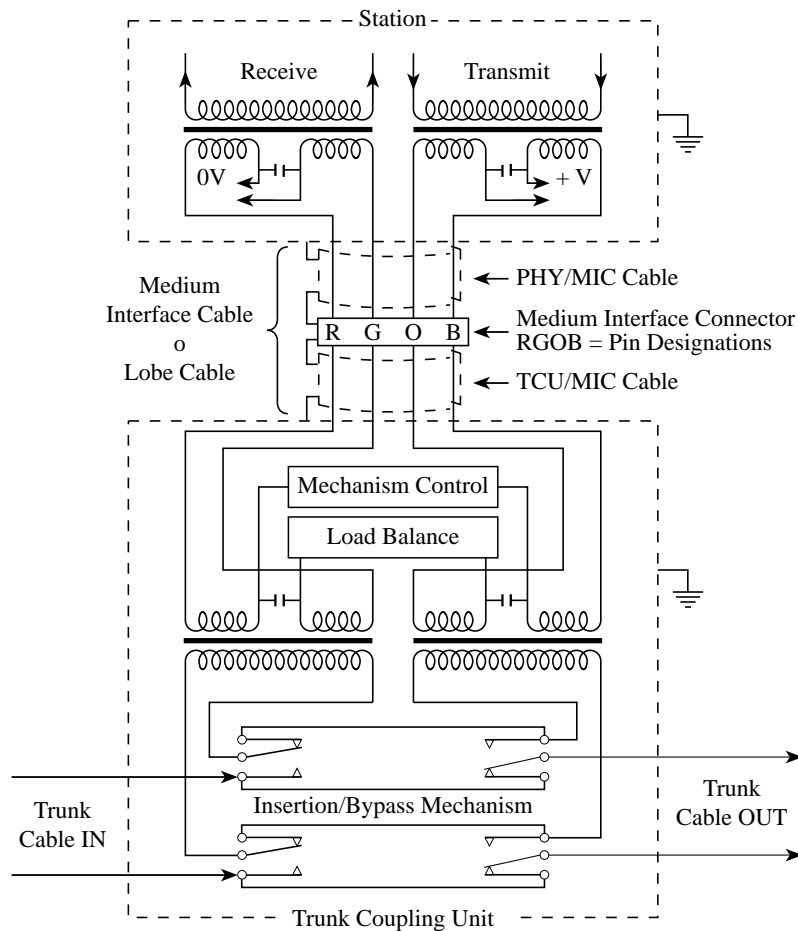 Station
Receive
Transmit
0V
+ V
Medium
Interface Cable
o
Lobe Cable
PHY/MIC Cable
R G O B
Medium Interface Connector
RGOB = Pin Designations
TCU/MIC Cable
Mechanism Control
Load Balance
Insertion/Bypass Mechanism
Trunk
Cable IN
Trunk
Cable OUT
Trunk Coupling Unit